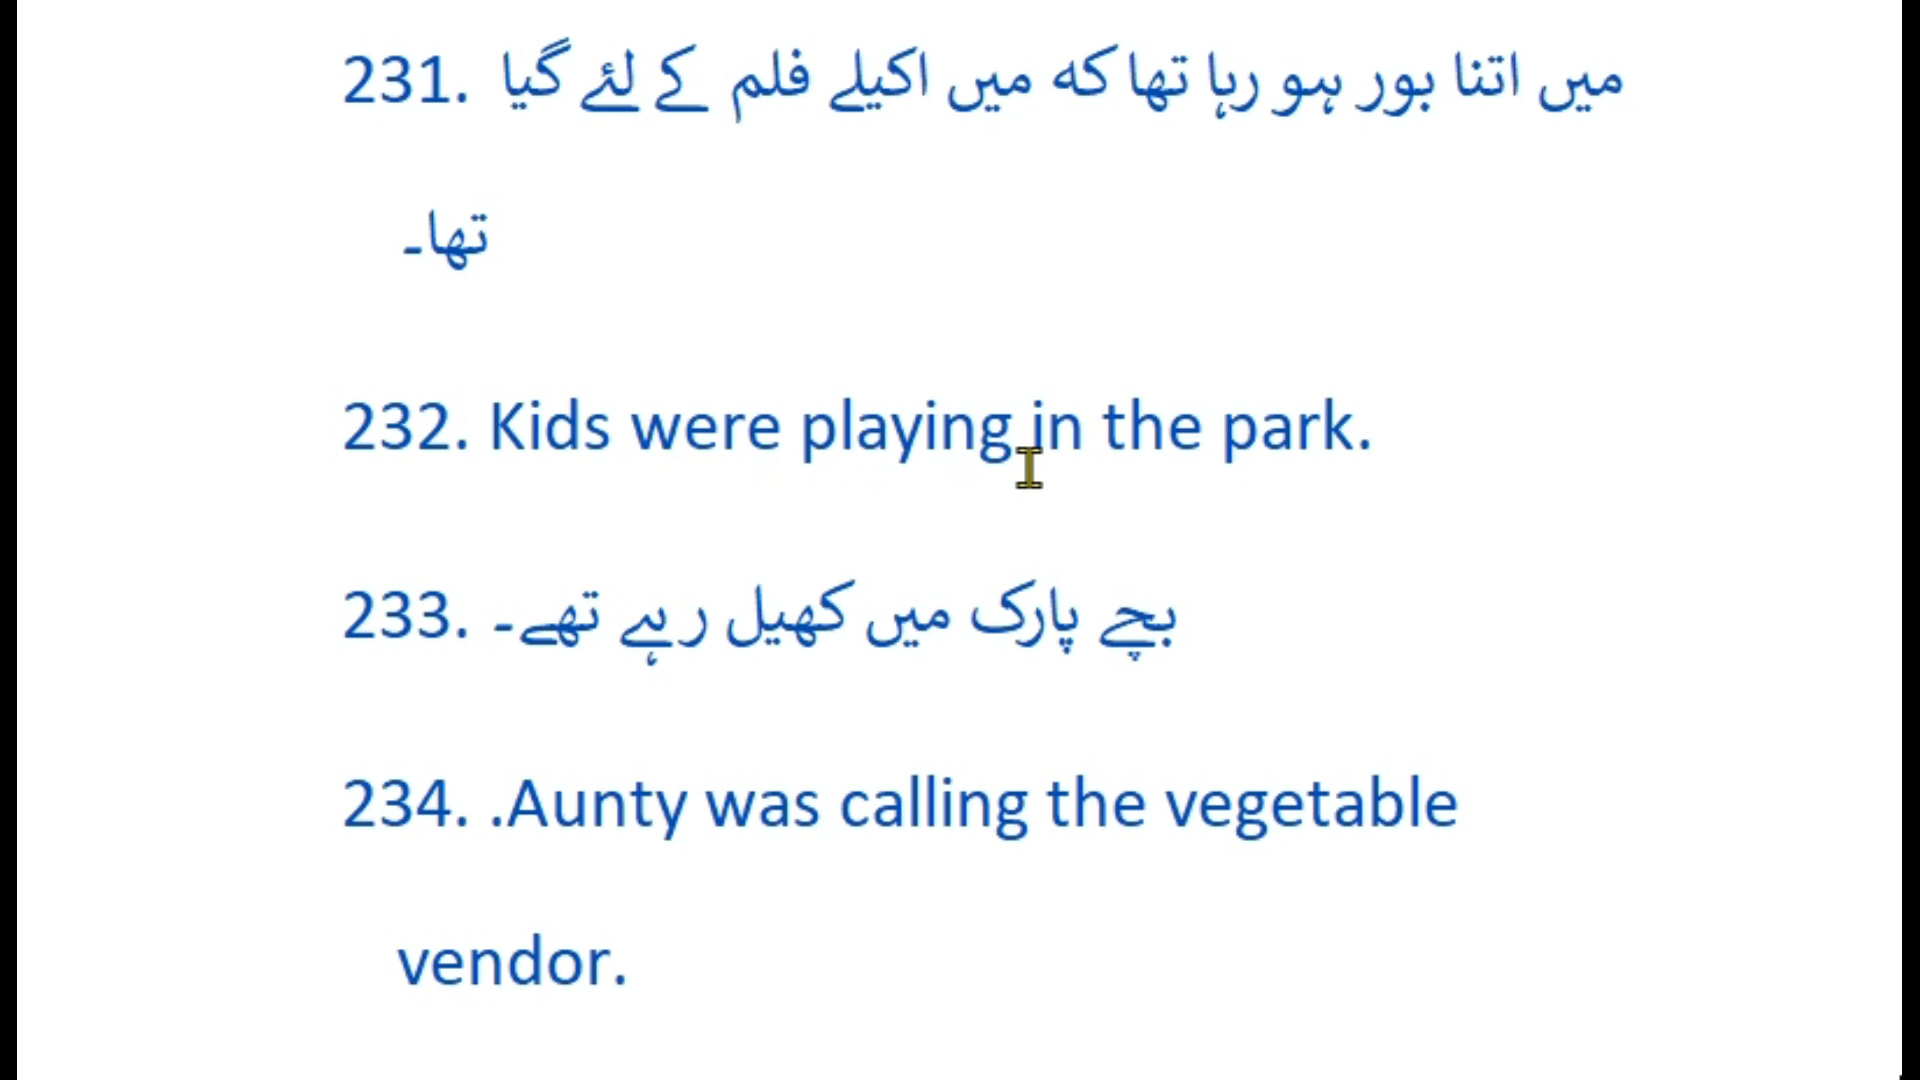 231. میں اتنا بور ہو رہا تھا کہ میں اکیلے فلم کے لئے گیا
تھا۔
232. Kids were playing in the park.
233. بچے پارک میں کھیل رہے تھے۔
234. .Aunty was calling the vegetable
vendor.